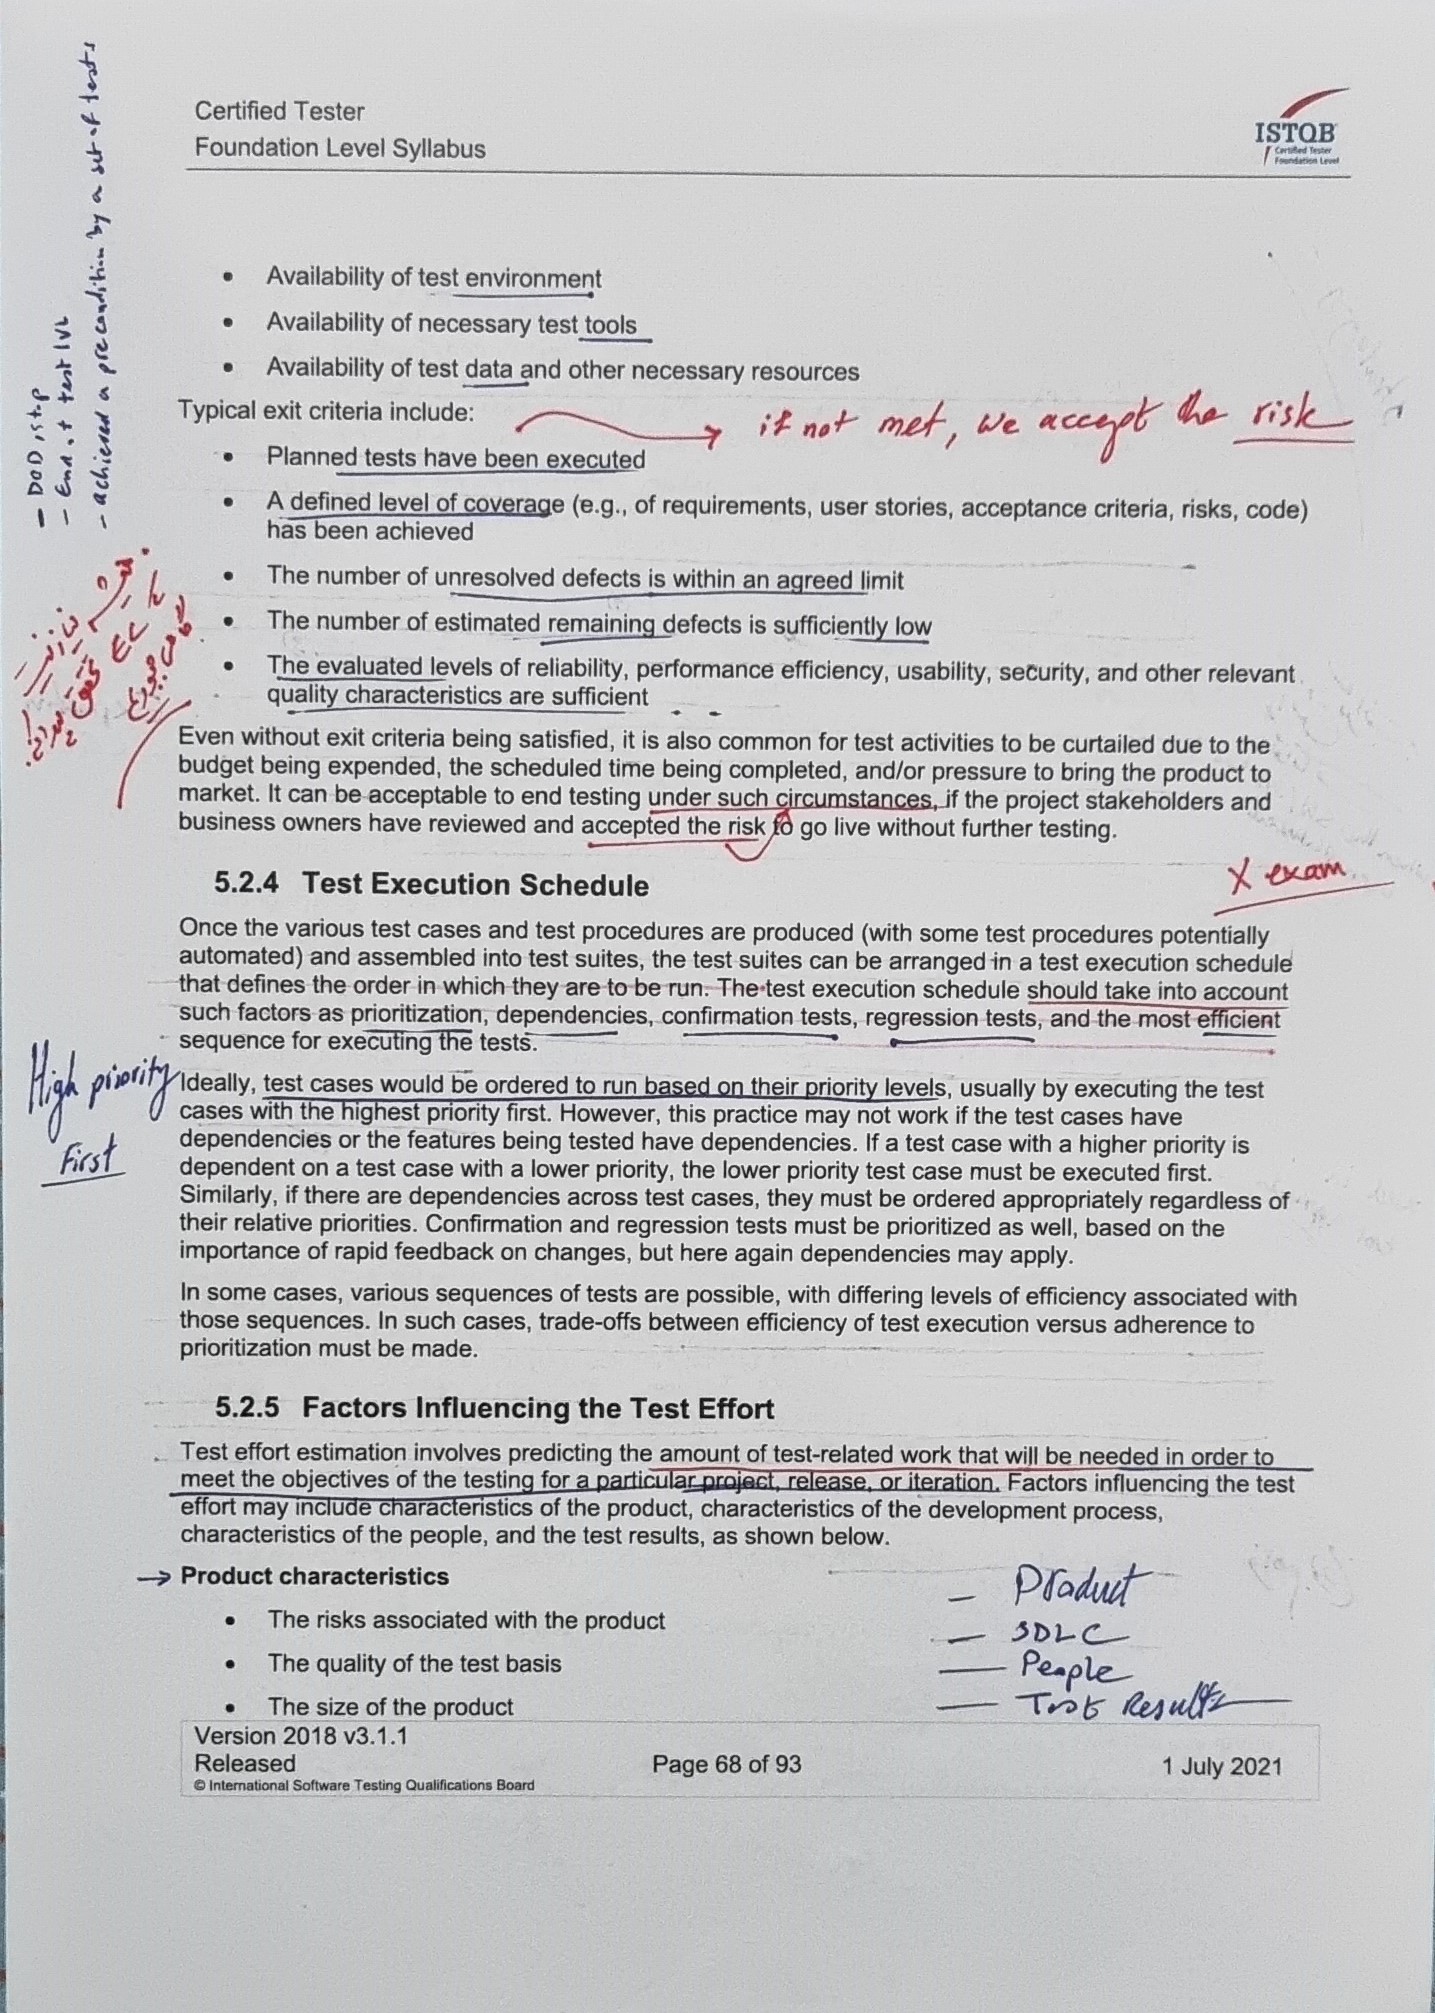 Certified Tester
Foundation Level Syllabus
ISTQB
Certified Tester
Foundation Level
- DOD, stop
- End of test lvl
- achieved a precondition by a set of tests
• Availability of test environment
• Availability of necessary test tools
• Availability of test data and other necessary resources
Typical exit criteria include:
if not met, we accept the risk
• Planned tests have been executed
• A defined level of coverage (e.g., of requirements, user stories, acceptance criteria, risks, code)
has been achieved
• The number of unresolved defects is within an agreed limit
• The number of estimated remaining defects is sufficiently low
• The evaluated levels of reliability, performance efficiency, usability, security, and other relevant
quality characteristics are sufficient
Even without exit criteria being satisfied, it is also common for test activities to be curtailed due to the
budget being expended, the scheduled time being completed, and/or pressure to bring the product to
market. It can be acceptable to end testing under such circumstances, if the project stakeholders and
business owners have reviewed and accepted the risk to go live without further testing.
5.2.4 Test Execution Schedule
X exam
Once the various test cases and test procedures are produced (with some test procedures potentially
automated) and assembled into test suites, the test suites can be arranged in a test execution schedule
that defines the order in which they are to be run. The test execution schedule should take into account
such factors as prioritization, dependencies, confirmation tests, regression tests, and the most efficient
sequence for executing the tests.
High priority
First
Ideally, test cases would be ordered to run based on their priority levels, usually by executing the test
cases with the highest priority first. However, this practice may not work if the test cases have
dependencies or the features being tested have dependencies. If a test case with a higher priority is
dependent on a test case with a lower priority, the lower priority test case must be executed first.
Similarly, if there are dependencies across test cases, they must be ordered appropriately regardless of
their relative priorities. Confirmation and regression tests must be prioritized as well, based on the
importance of rapid feedback on changes, but here again dependencies may apply.
In some cases, various sequences of tests are possible, with differing levels of efficiency associated with
those sequences. In such cases, trade-offs between efficiency of test execution versus adherence to
prioritization must be made.
5.2.5 Factors Influencing the Test Effort
Test effort estimation involves predicting the amount of test-related work that will be needed in order to
meet the objectives of the testing for a particular project, release, or iteration. Factors influencing the test
effort may include characteristics of the product, characteristics of the development process,
characteristics of the people, and the test results, as shown below.
→ Product characteristics
• The risks associated with the product
• The quality of the test basis
• The size of the product
- Product
- SDLC
- People
- Test Results
Version 2018 v3.1.1
Released
© International Software Testing Qualifications Board
Page 68 of 93
1 July 2021